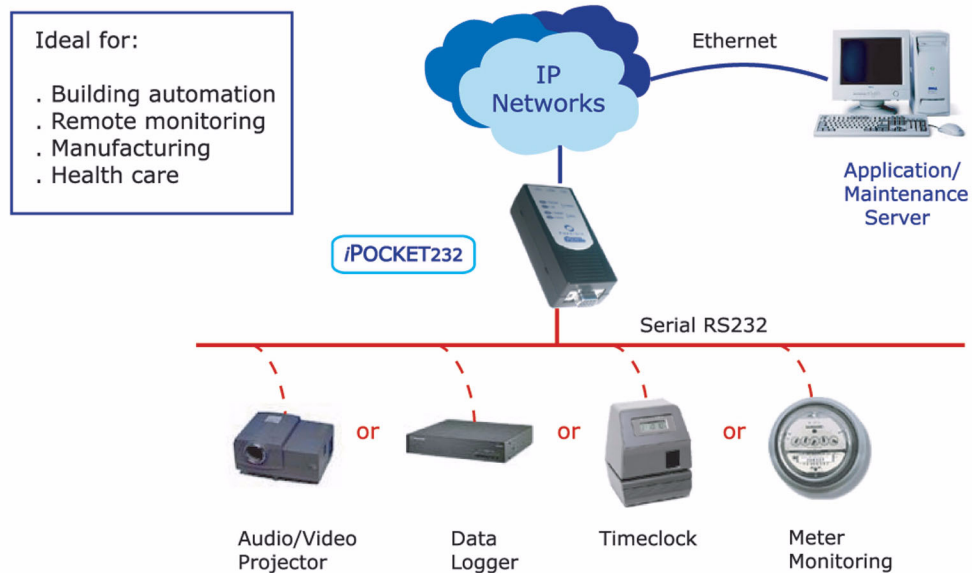 Ideal for:
. Building automation
. Remote monitoring
. Manufacturing
. Health care
IP
Networks
Ethernet
Application/
Maintenance
Server
iPOCKET232
Serial RS232
or
or
or
Audio/Video
Projector
Data
Logger
Timeclock
Meter
Monitoring